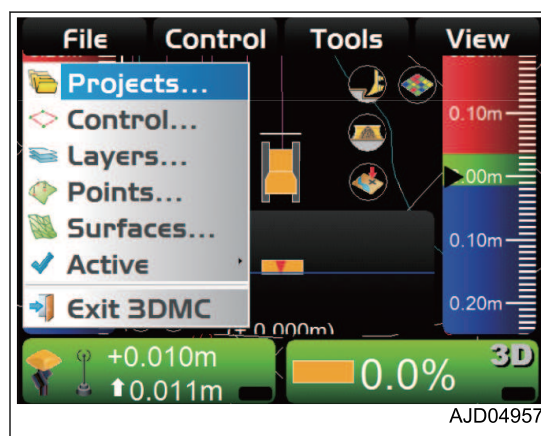 File Control Tools View
Projects...
Control...
Layers...
Points...
Surfaces...
Active
Exit 3DMC
0.10m
.00m
0.10m
0.20m
0.000m)
+0.010m
0.011m
0.0%
3D
AJD04957